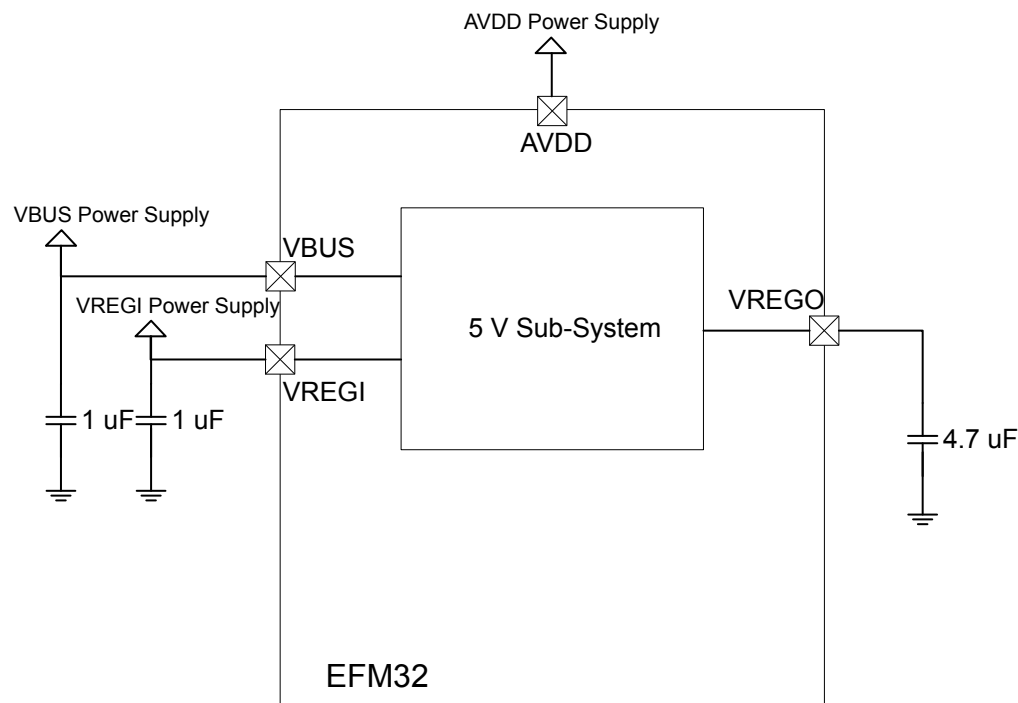 AVDD Power Supply
AVDD
VBUS Power Supply
VBUS
VREGI Power Supply
VREGO
5 V Sub-System
VREGI
1 uF
1 uF
4.7 uF
EFM32